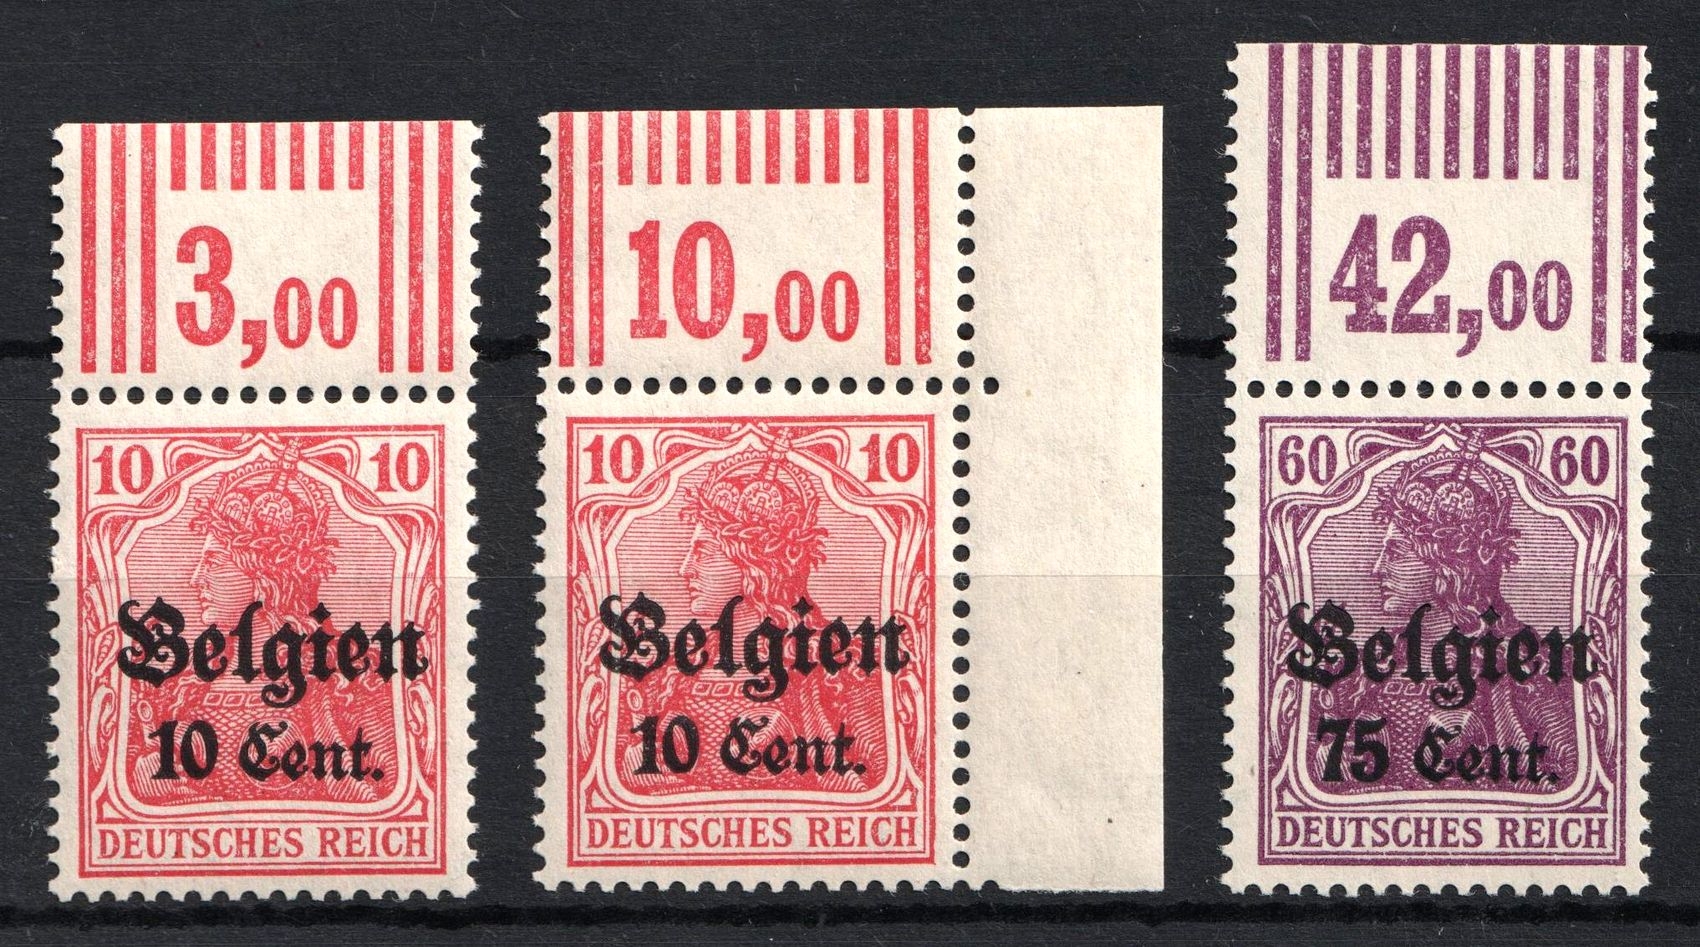 3,00
10 10
Belgien
10 Cent.
DEUTSCHES REICH
10,00
10 10
Belgien
10 Cent.
DEUTSCHES REICH
42,00
60 60
Belgien
75 Cent.
DEUTSCHES REICH